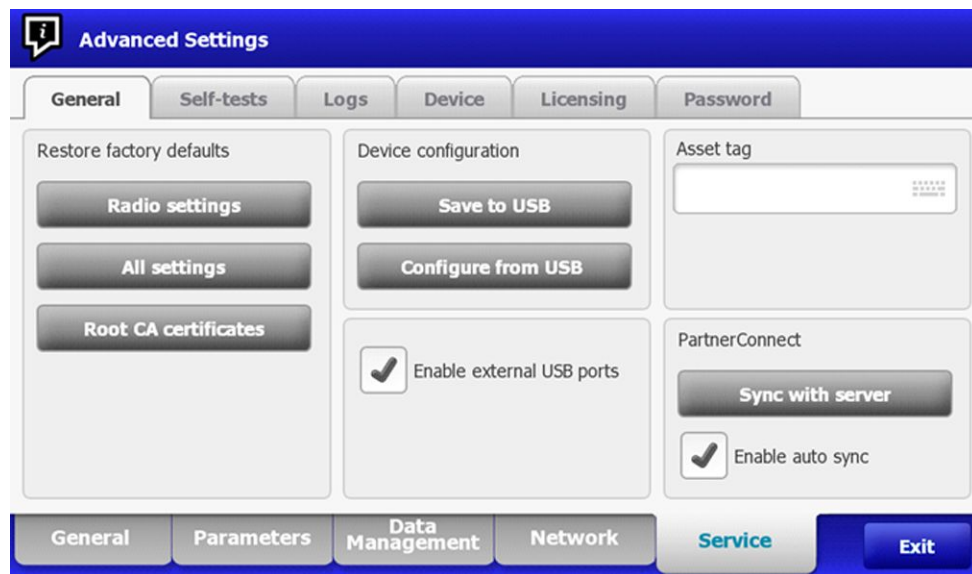 Advanced Settings
General Self-tests Logs Device Licensing Password
Restore factory defaults
Radio settings
All settings
Root CA certificates
Device configuration
Save to USB
Configure from USB
Enable external USB ports
Asset tag
PartnerConnect
Sync with server
Enable auto sync
General Parameters Data Management Network Service Exit